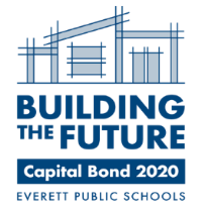 BUILDING
THE FUTURE
Capital Bond 2020
EVERETT PUBLIC SCHOOLS